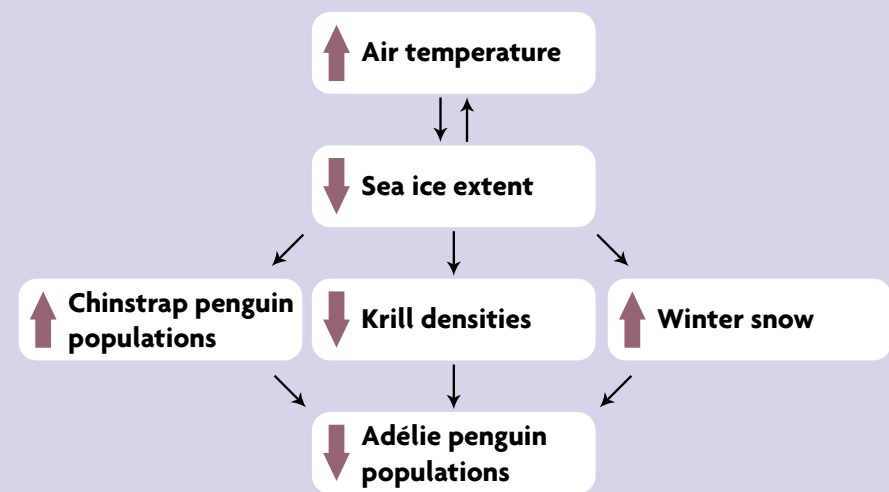 Air temperature
Sea ice extent
Chinstrap penguin
populations
Krill densities
Winter snow
Adélie penguin
populations